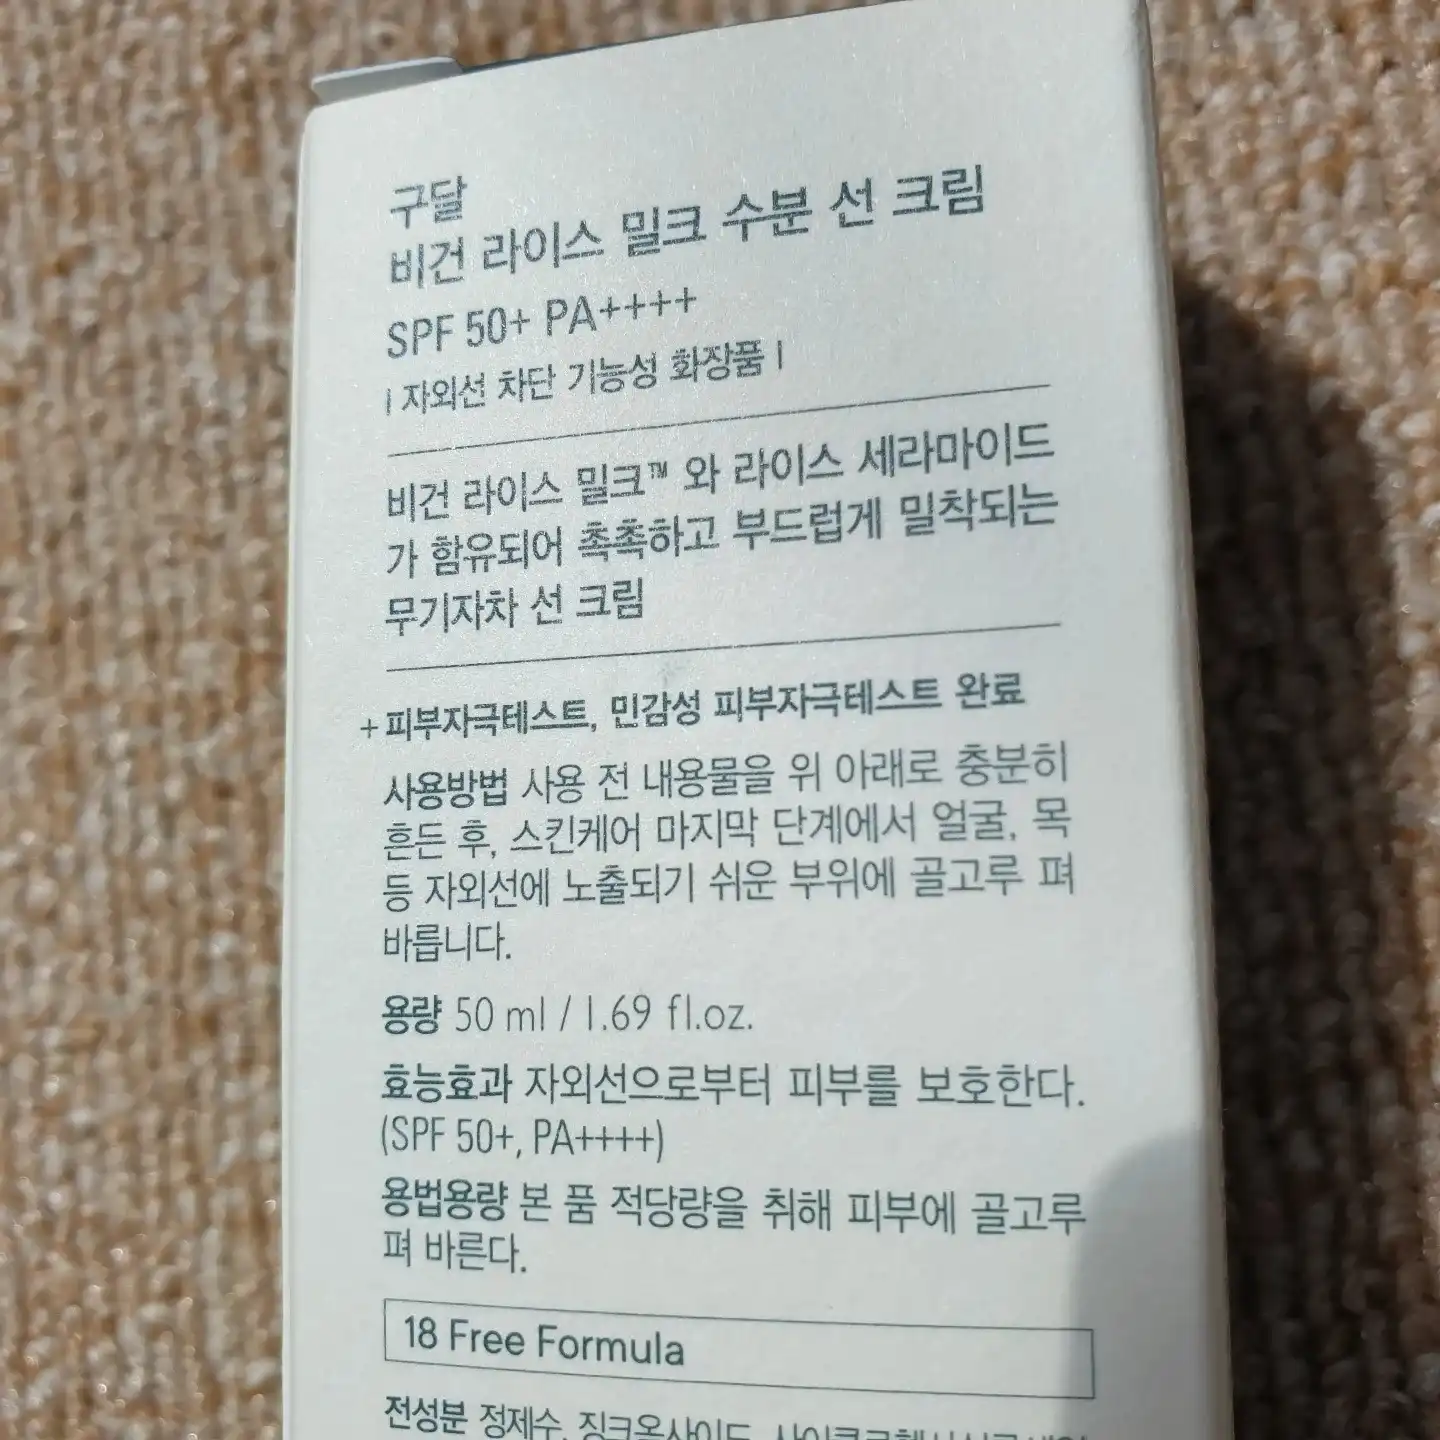 구달
비건 라이스 밀크 수분 선 크림
SPF 50+ PA++++
| 자외선 차단 기능성 화장품 |
비건 라이스 밀크™ 와 라이스 세라마이드
가 함유되어 촉촉하고 부드럽게 밀착되는
무기자차 선 크림
+피부자극테스트, 민감성 피부자극테스트 완료
사용방법 사용 전 내용물을 위 아래로 충분히
흔든 후, 스킨케어 마지막 단계에서 얼굴, 목
등 자외선에 노출되기 쉬운 부위에 골고루 펴
바릅니다.
용량 50 ml / 1.69 fl.oz.
효능효과 자외선으로부터 피부를 보호한다.
(SPF 50+, PA++++)
용법용량 본 품 적당량을 취해 피부에 골고루
펴 바른다.
18 Free Formula
전성분 정제수, 징크옥사이드,